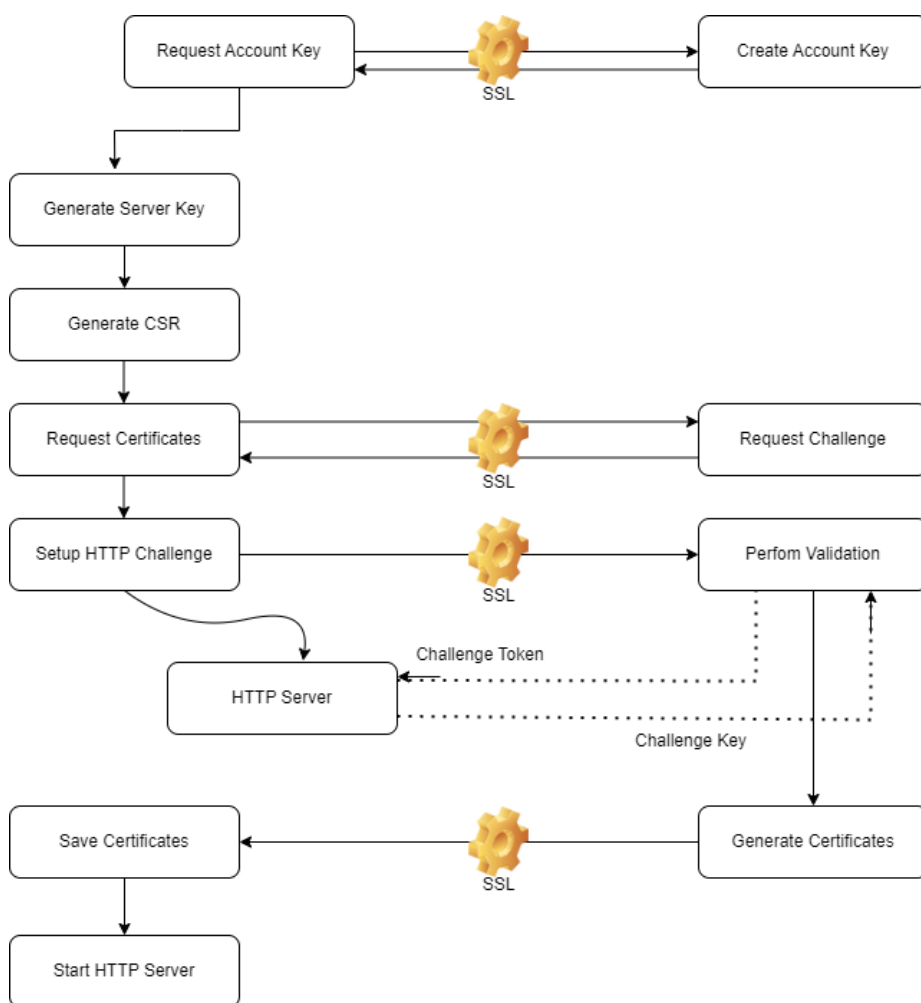 Request Account Key
Create Account Key
SSL
Generate Server Key
Generate CSR
Request Certificates
Request Challenge
SSL
Setup HTTP Challenge
Perfom Validation
SSL
Challenge Token
HTTP Server
Challenge Key
Save Certificates
Generate Certificates
SSL
Start HTTP Server